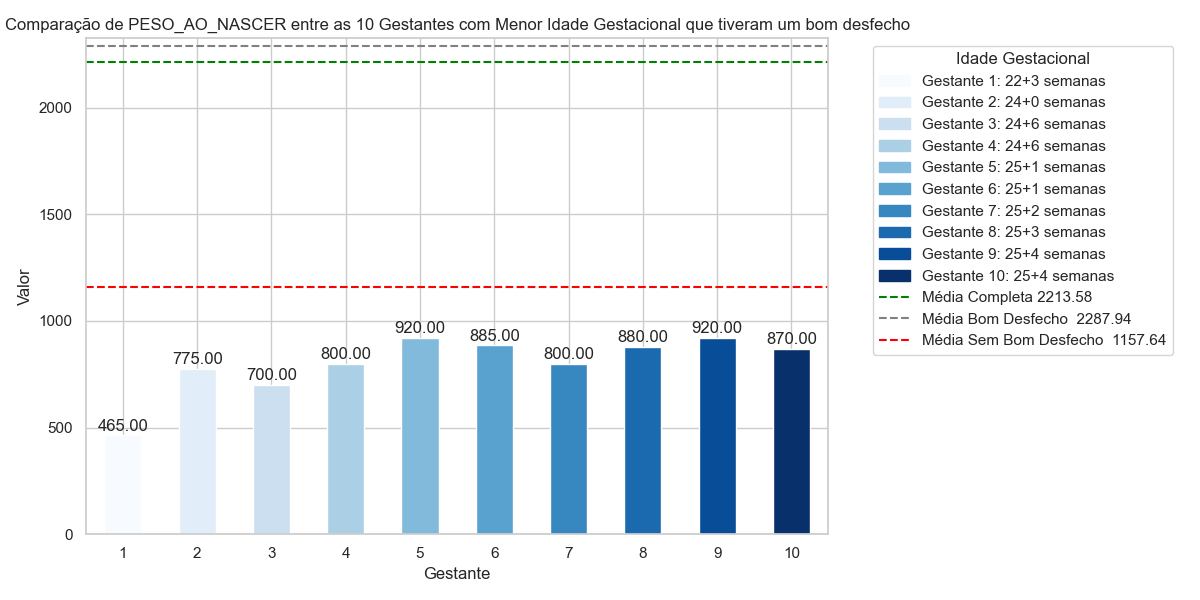 Comparação de PESO_AO_NASCER entre as 10 Gestantes com Menor Idade Gestacional que tiveram um bom desfecho
Valor
2000
1500
1000
500
0
465.00
775.00
700.00
800.00
920.00
885.00
800.00
880.00
920.00
870.00
1 2 3 4 5 6 7 8 9 10
Gestante
Idade Gestacional
Gestante 1: 22+3 semanas
Gestante 2: 24+0 semanas
Gestante 3: 24+6 semanas
Gestante 4: 24+6 semanas
Gestante 5: 25+1 semanas
Gestante 6: 25+1 semanas
Gestante 7: 25+2 semanas
Gestante 8: 25+3 semanas
Gestante 9: 25+4 semanas
Gestante 10: 25+4 semanas
Média Completa 2213.58
Média Bom Desfecho 2287.94
Média Sem Bom Desfecho 1157.64